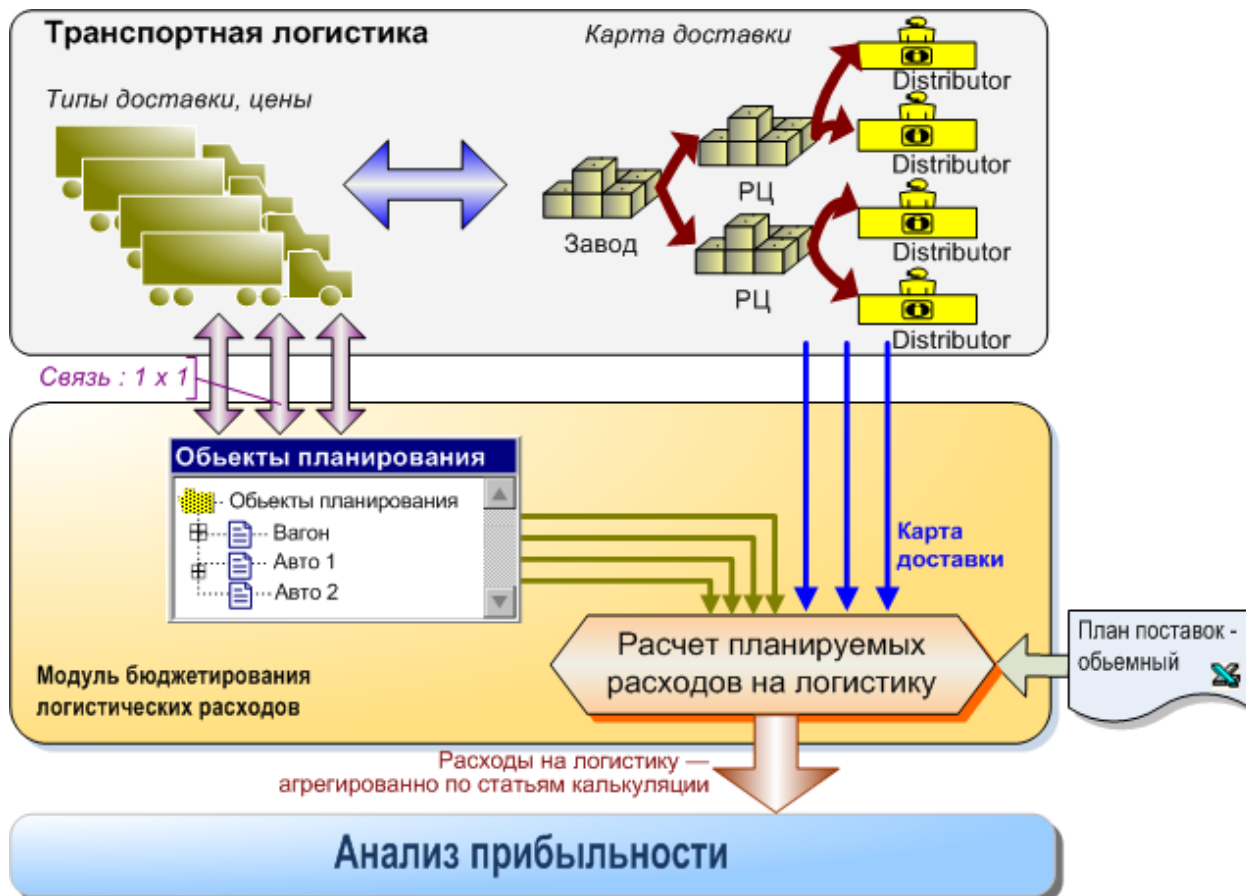 Транспортная логистика
Карта доставки
Типы доставки, цены
Distributor
Distributor
РЦ
Завод
Distributor
РЦ
Distributor
Связь : 1 x 1
Обьекты планирования
Обьекты планирования
Вагон
Авто 1
Авто 2
Карта
доставки
План поставок -
обьемный
Расчет планируемых
расходов на логистику
Модуль бюджетирования
логистических расходов
Расходы на логистику —
агрегированно по статьям калькуляции
Анализ прибыльности